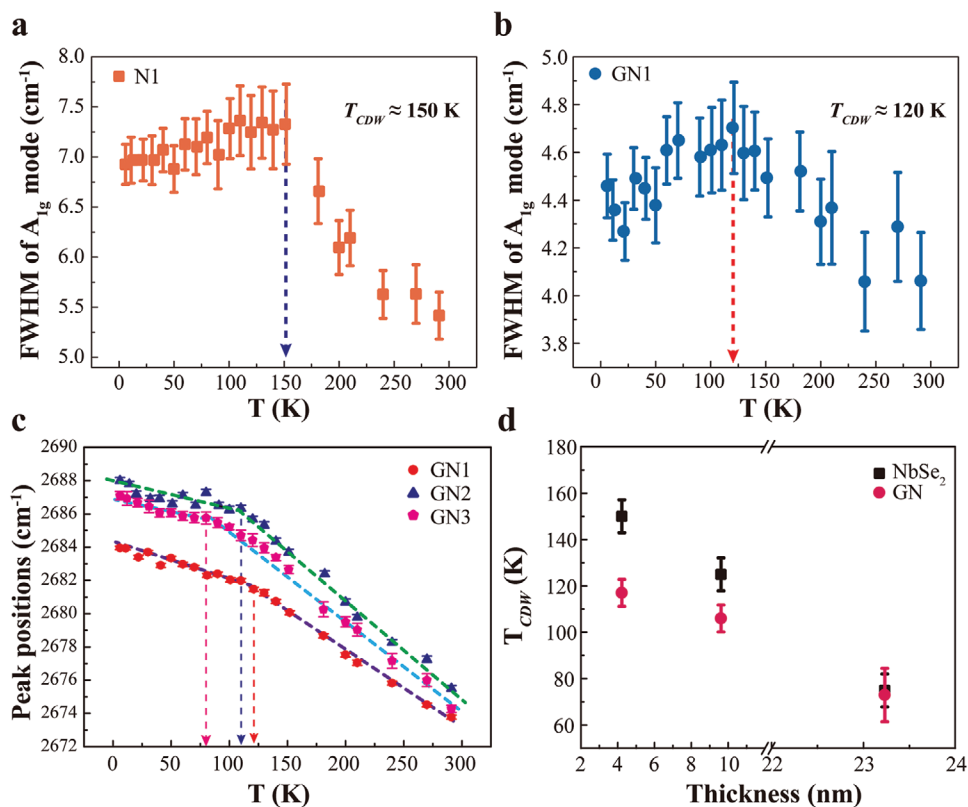 a
FWHM of A1g mode (cm-1)
8.0
7.5
7.0
6.5
6.0
5.5
5.0
N1
TCDW ≈ 150 K
0 50 100 150 200 250 300
T (K)
b
FWHM of A1g mode (cm-1)
5.0
4.8
4.6
4.4
4.2
4.0
3.8
GN1
TCDW ≈ 120 K
0 50 100 150 200 250 300
T (K)
c
Peak positions (cm-1)
2690
2688
2686
2684
2682
2680
2678
2676
2674
2672
GN1
GN2
GN3
0 50 100 150 200 250 300
T (K)
d
TCDW (K)
180
160
140
120
100
80
60
NbSe2
GN
2 4 6 8 10 22 23 24
Thickness (nm)